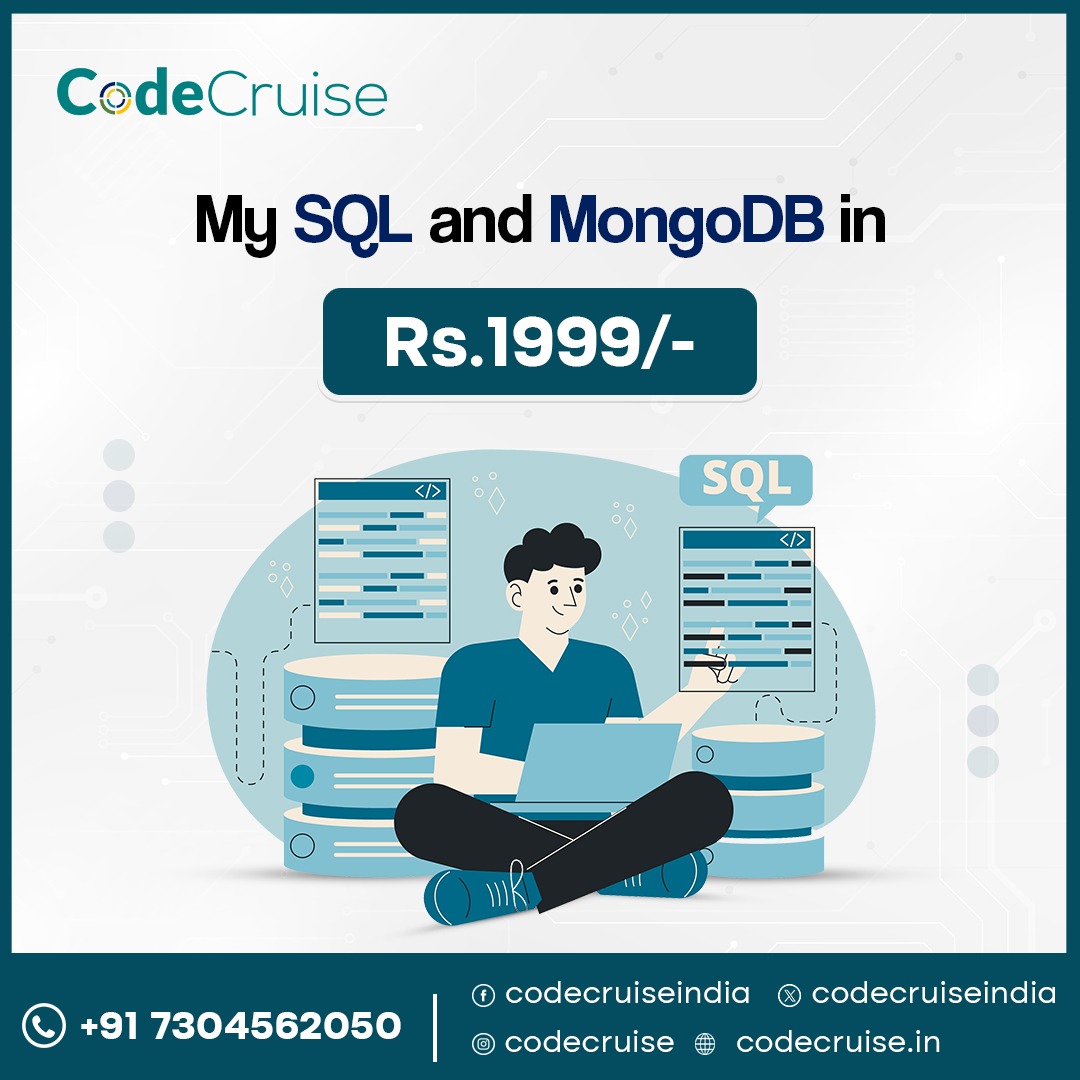 CodeCruise
My SQL and MongoDB in
Rs.1999/-
SQL
</>
</>
+91 7304562050
codecruiseindia
codecruiseindia
codecruise
codecruise.in